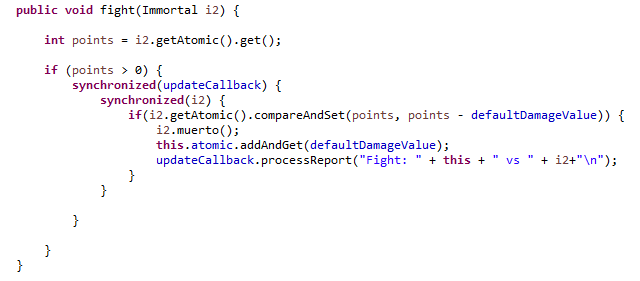 public void fight(Immortal i2) {
int points = i2.getAtomic().get();
if (points > 0) {
synchronized(updateCallback) {
synchronized(i2) {
if(i2.getAtomic().compareAndSet(points, points - defaultDamageValue)) {
i2.muerto();
this.atomic.addAndGet(defaultDamageValue);
updateCallback.processReport("Fight: " + this + " vs " + i2+"\n");
}
}
}
}
}